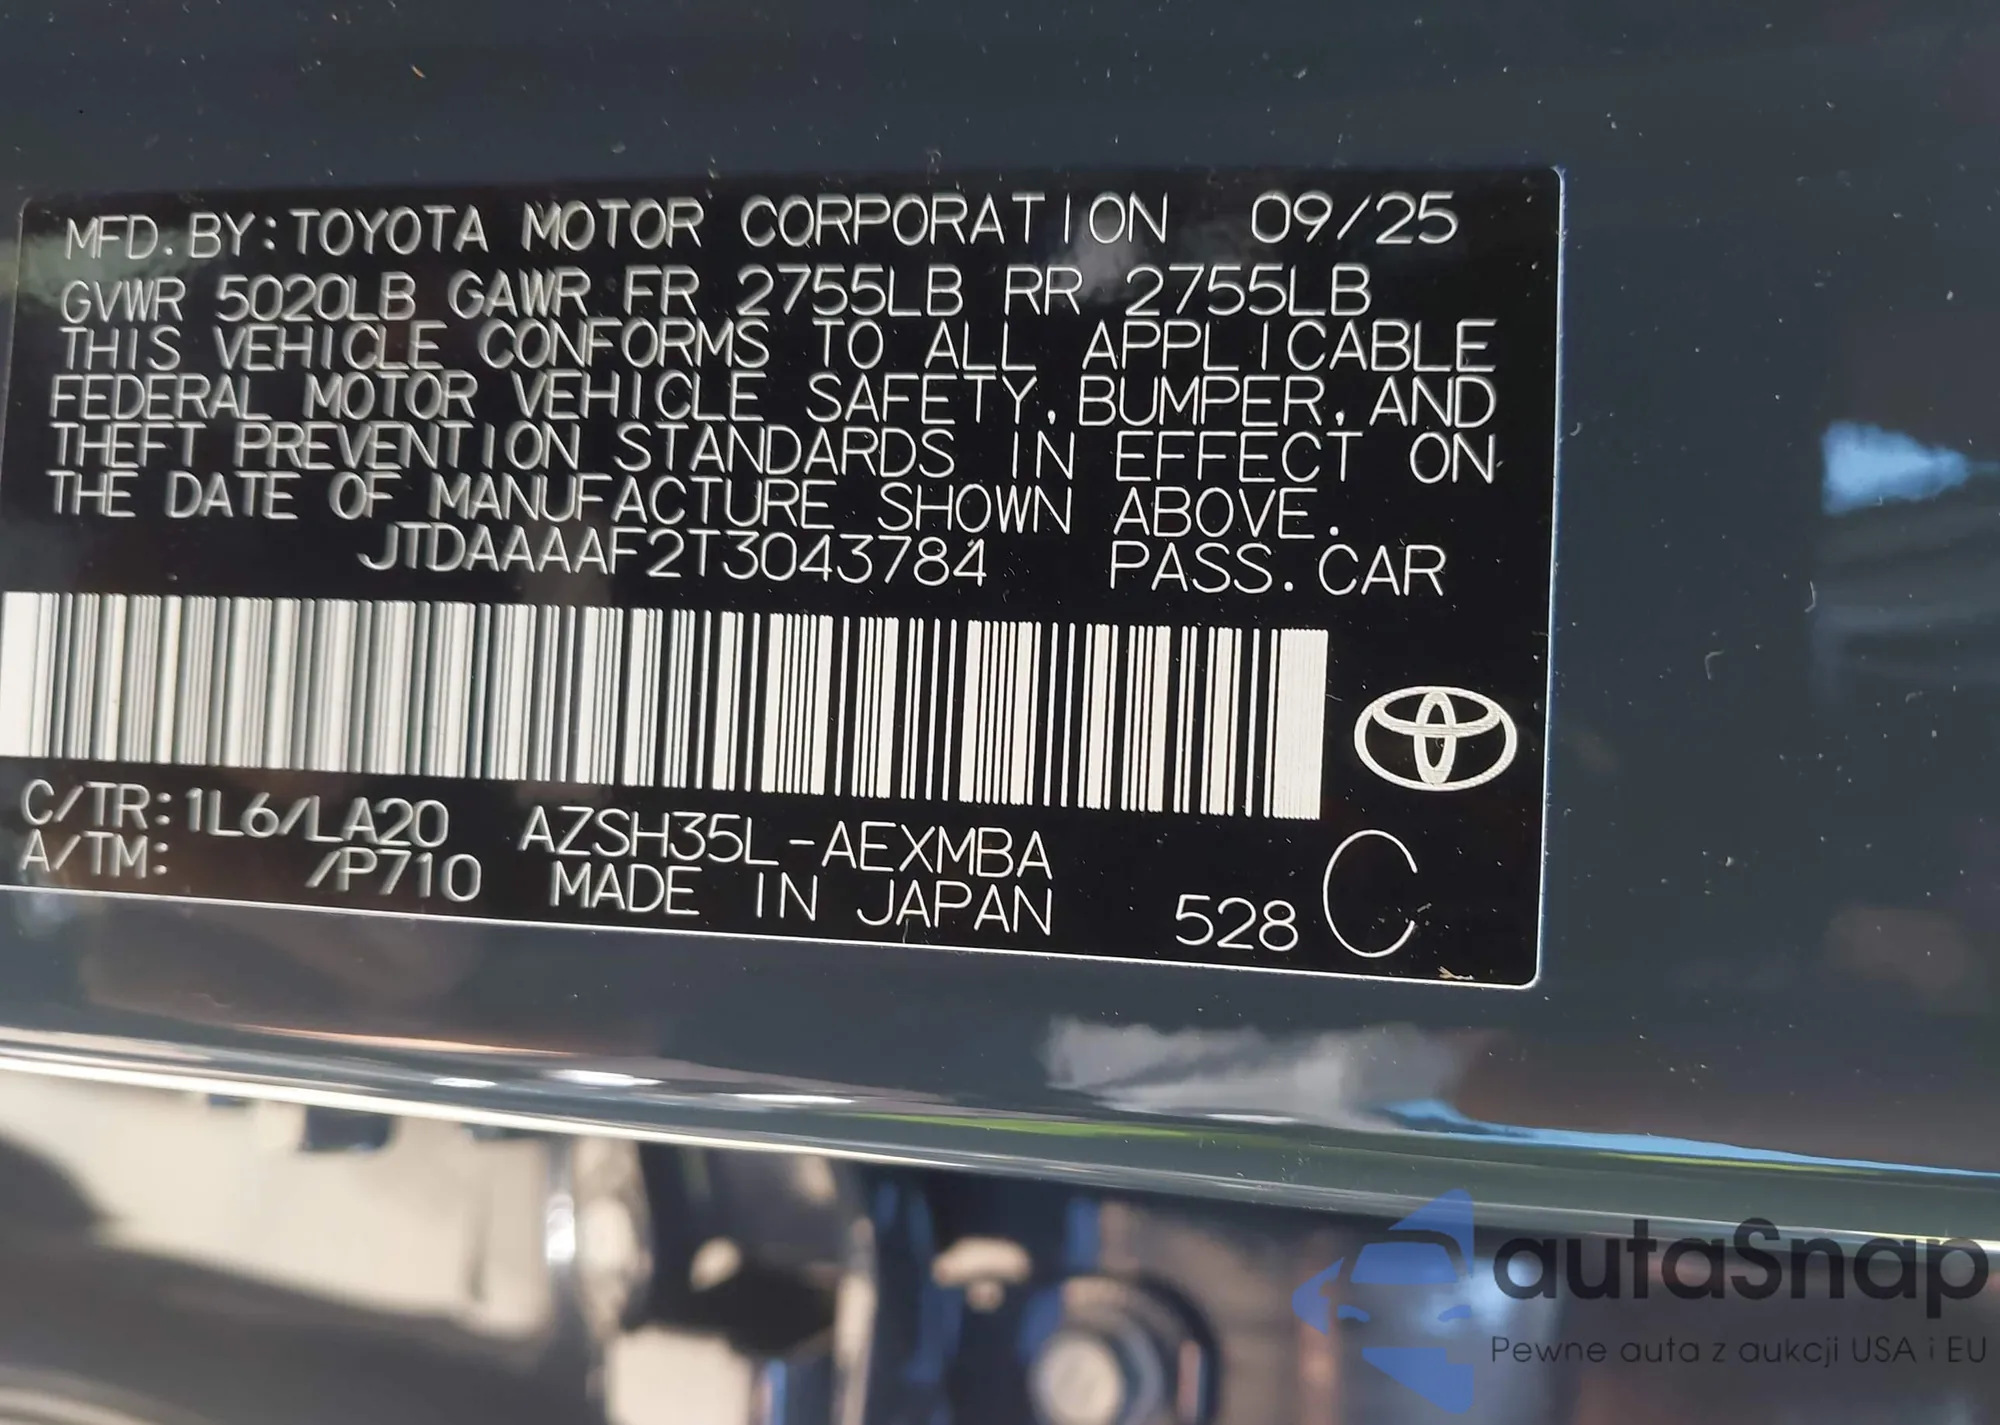 MFD.BY:TOYOTA MOTOR CORPORATION 09/25
GVWR 5020LB GAWR FR 2755LB RR 2755LB
THIS VEHICLE CONFORMS TO ALL APPLICABLE
FEDERAL MOTOR VEHICLE SAFETY, BUMPER, AND
THEFT PREVENTION STANDARDS IN EFFECT ON
THE DATE OF MANUFACTURE SHOWN ABOVE.
JTDAAAAF2T3043784 PASS.CAR
C/TR:1L6/LA20 AZSH35L-AEXMBA
A/TM: /P710 MADE IN JAPAN 528 C
autaSnap
Pewne auta z aukcji USA i EU